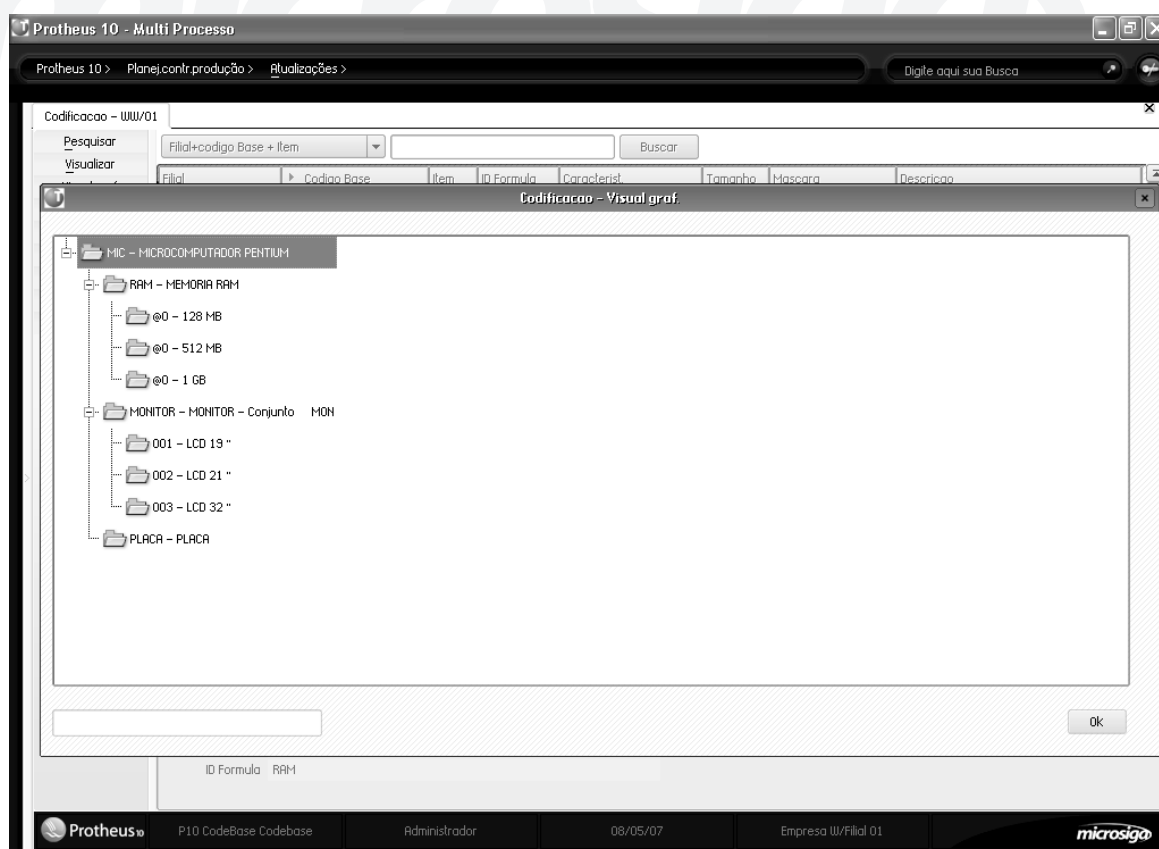 Protheus 10 - Multi Processo
Protheus 10 > Planej.contr.produção > Atualizações >
Digite aqui sua Busca
Codificacao – WW/01
Pesquisar
Filial+codigo Base + Item
Buscar
Visualizar
Filial Codigo Base Item ID Formula Caracterist. Tamanho Mascara Descricao
Codificacao – Visual graf.
MIC – MICROCOMPUTADOR PENTIUM
RAM – MEMORIA RAM
@0 – 128 MB
@0 – 512 MB
@0 – 1 GB
MONITOR – MONITOR – Conjunto MON
001 – LCD 19 "
002 – LCD 21 "
003 – LCD 32 "
PLACA – PLACA
Ok
ID Formula RAM
Protheus 10 P10 CodeBase Codebase Administrador 08/05/07 Empresa W/Filial 01 microsiga